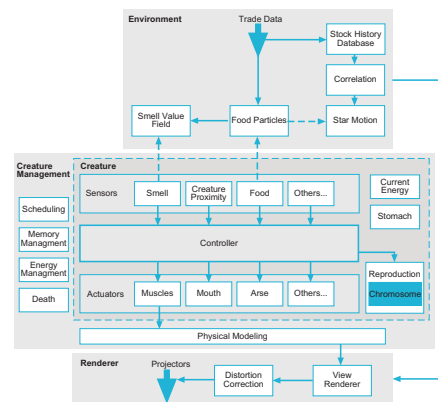 Environment
Trade Data
Stock History
Database
Correlation
Smell Value
Field
Food Particles
Star Motion
Creature
Management
Creature
Sensors
Smell
Creature
Proximity
Food
Others...
Current
Energy
Stomach
Scheduling
Memory
Managment
Energy
Managment
Death
Controller
Reproduction
Chromosome
Actuators
Muscles
Mouth
Arse
Others...
Physical Modeling
Renderer
Projectors
Distortion
Correction
View
Renderer